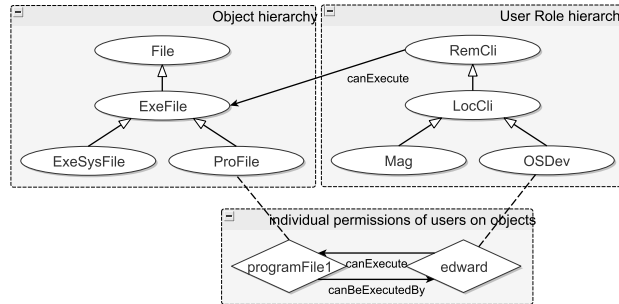 Object hierarchy
User Role hierarch
File
RemCli
canExecute
ExeFile
LocCli
ExeSysFile
ProFile
Mag
OSDev
individual permissions of users on objects
programFile1
canExecute
edward
canBeExecutedBy